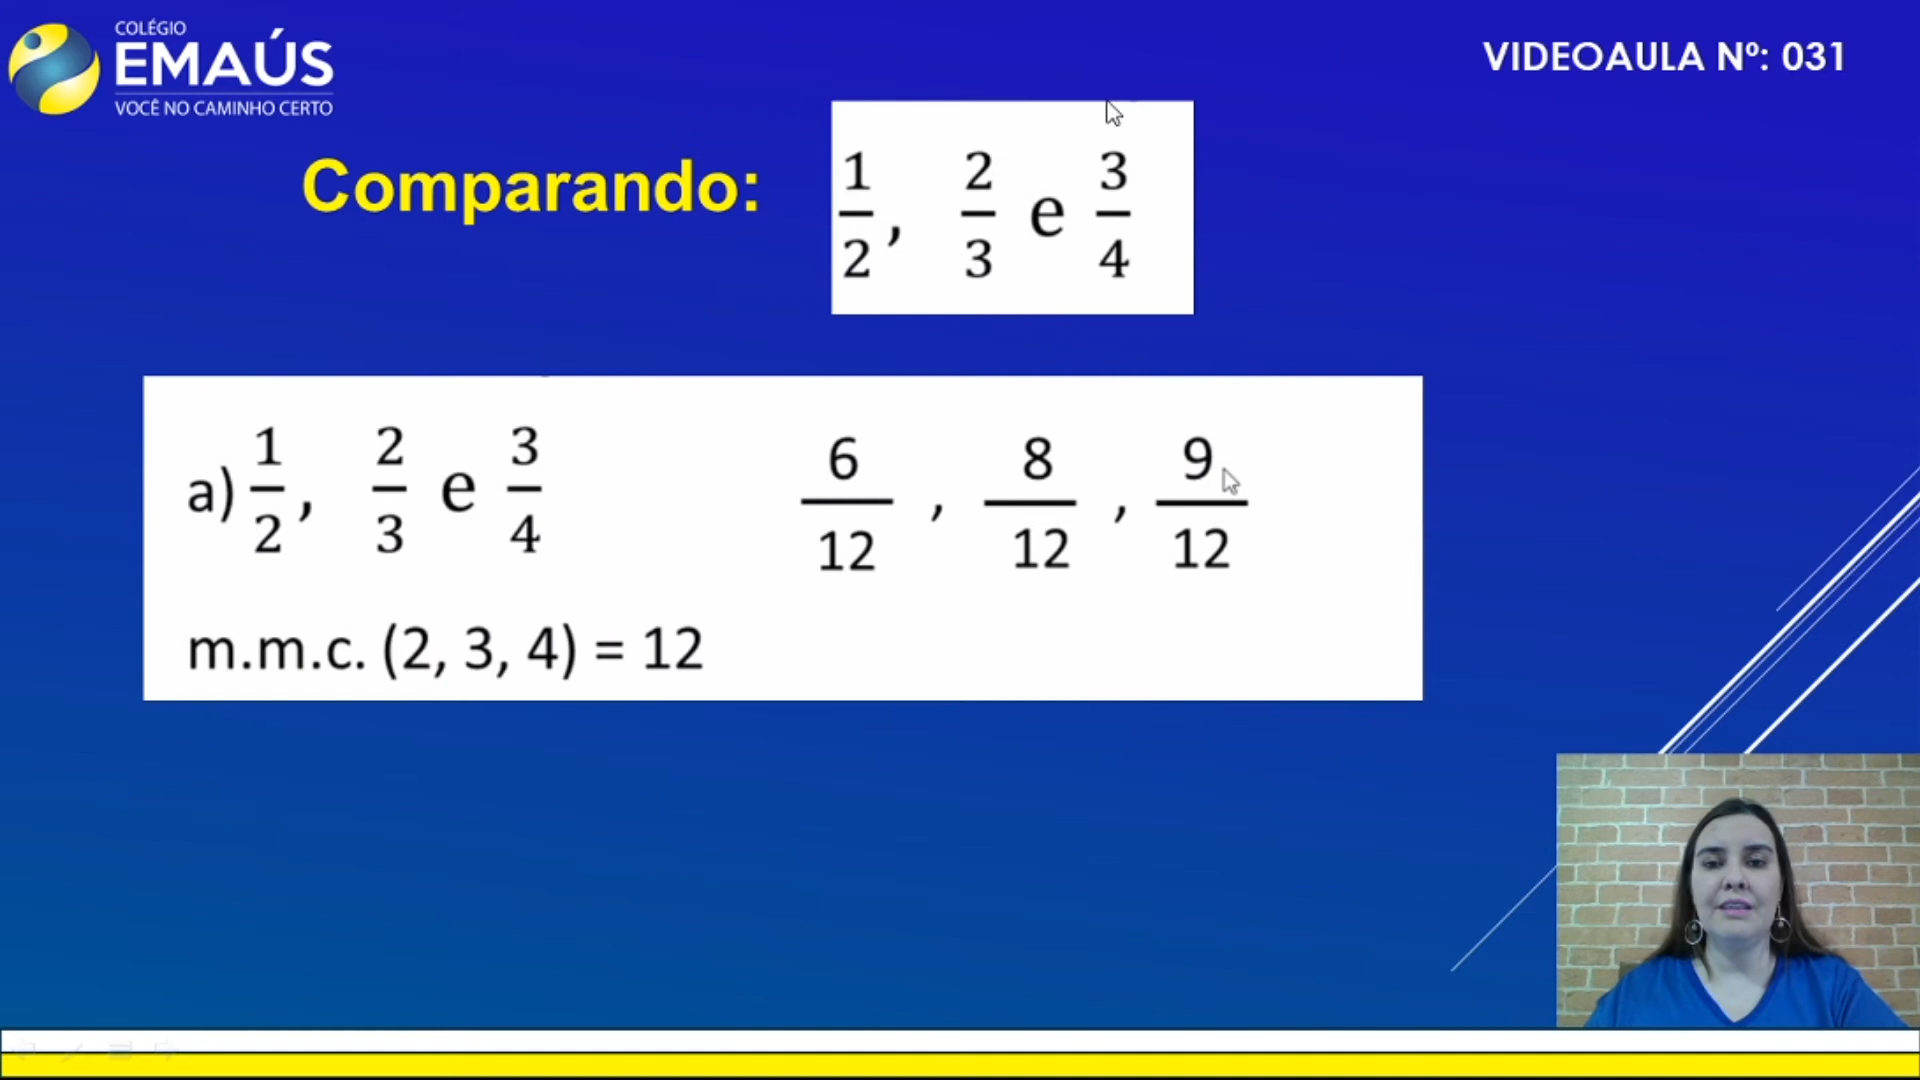 COLÉGIO
EMAÚS
VOCÊ NO CAMINHO CERTO
VIDEOAULA Nº: 031
Comparando:
1/2, 2/3 e 3/4
a) 1/2, 2/3 e 3/4
6/12 , 8/12 , 9/12
m.m.c. (2, 3, 4) = 12